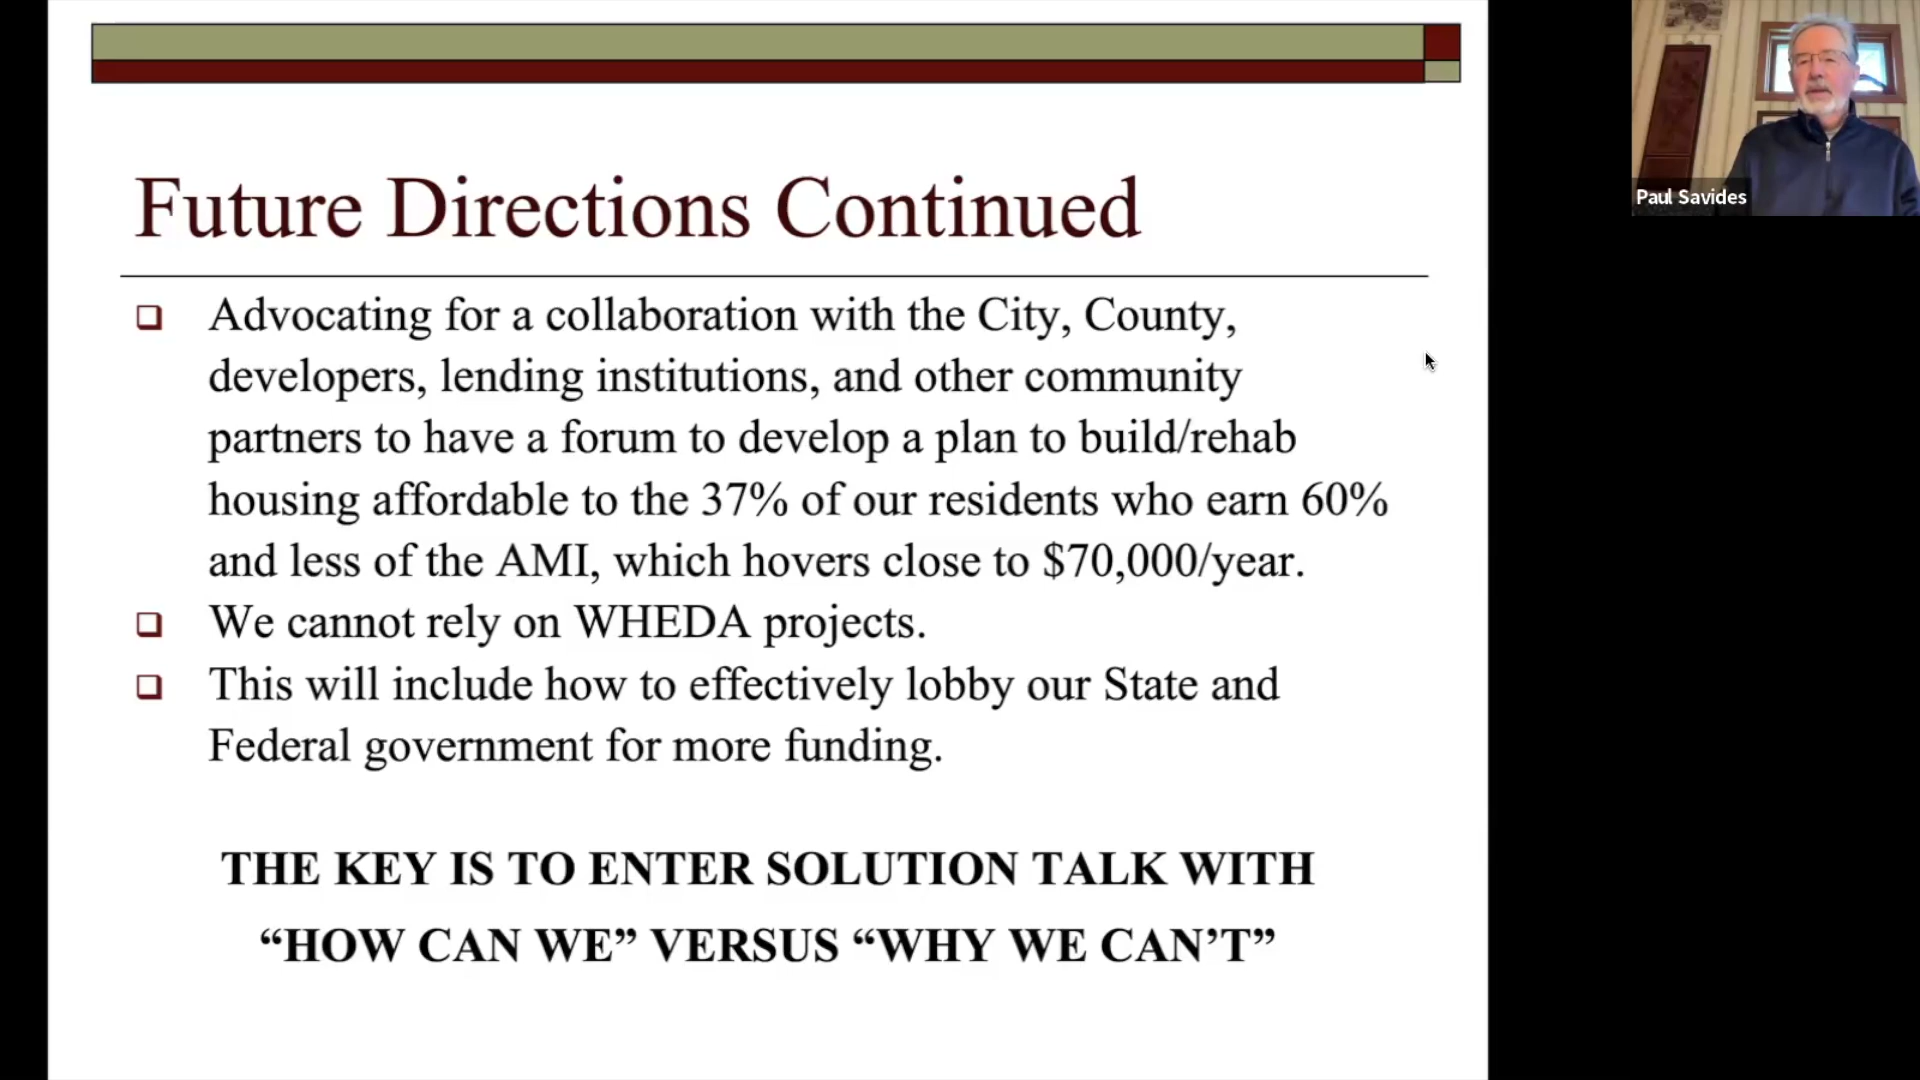 Future Directions Continued
Advocating for a collaboration with the City, County,
developers, lending institutions, and other community
partners to have a forum to develop a plan to build/rehab
housing affordable to the 37% of our residents who earn 60%
and less of the AMI, which hovers close to $70,000/year.
We cannot rely on WHEDA projects.
This will include how to effectively lobby our State and
Federal government for more funding.
THE KEY IS TO ENTER SOLUTION TALK WITH
“HOW CAN WE” VERSUS “WHY WE CAN’T”
Paul Savides